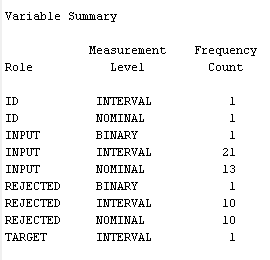 Variable Summary
Measurement Frequency
Role Level Count
ID INTERVAL 1
ID NOMINAL 1
INPUT BINARY 1
INPUT INTERVAL 21
INPUT NOMINAL 13
REJECTED BINARY 1
REJECTED INTERVAL 10
REJECTED NOMINAL 10
TARGET INTERVAL 1